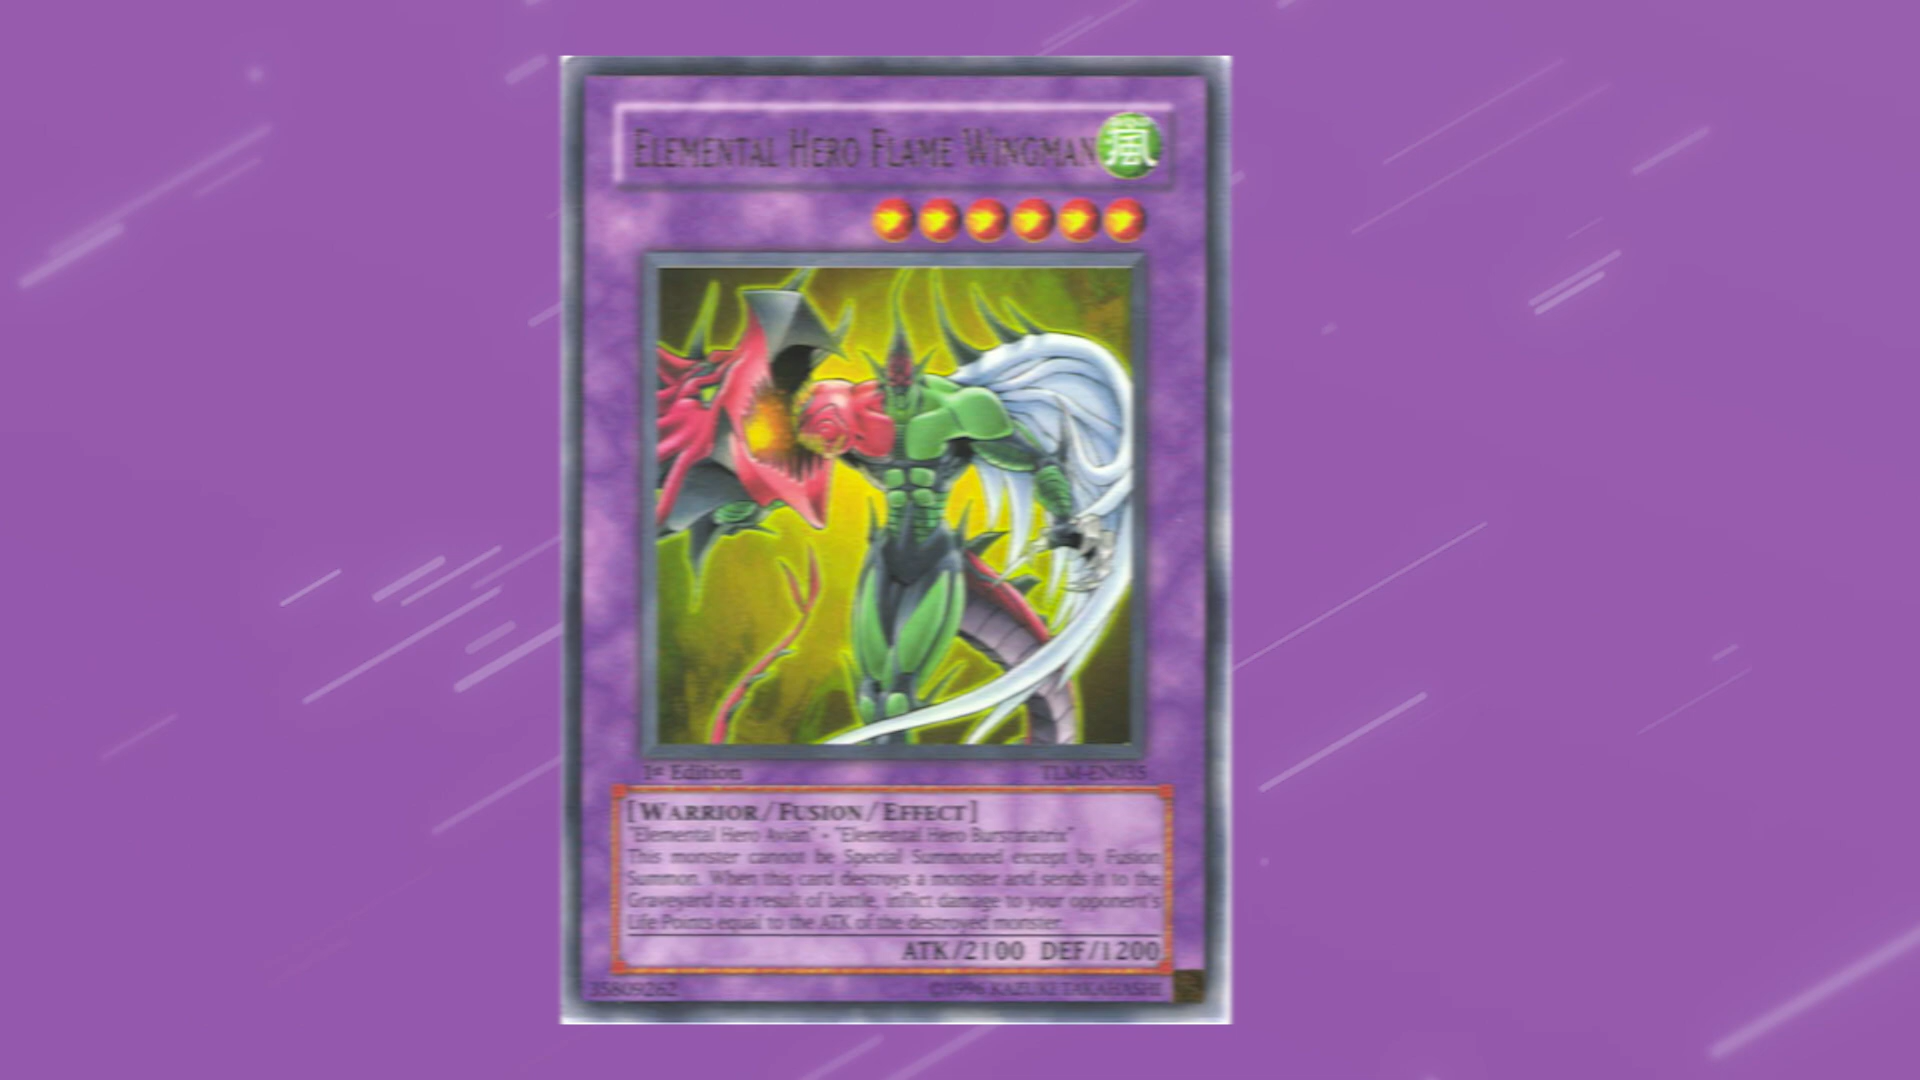 Elemental Hero Flame Wingman
風
1st Edition TLM-EN035
[Warrior/Fusion/Effect]
"Elemental Hero Avian" + "Elemental Hero Burstinatrix"
This monster cannot be Special Summoned except by Fusion
Summon. When this card destroys a monster and sends it to the
Graveyard as a result of battle, inflict damage to your opponent's
Life Points equal to the ATK of the destroyed monster.
ATK/2100 DEF/1200
35809262 ©1996 KAZUKI TAKAHASHI